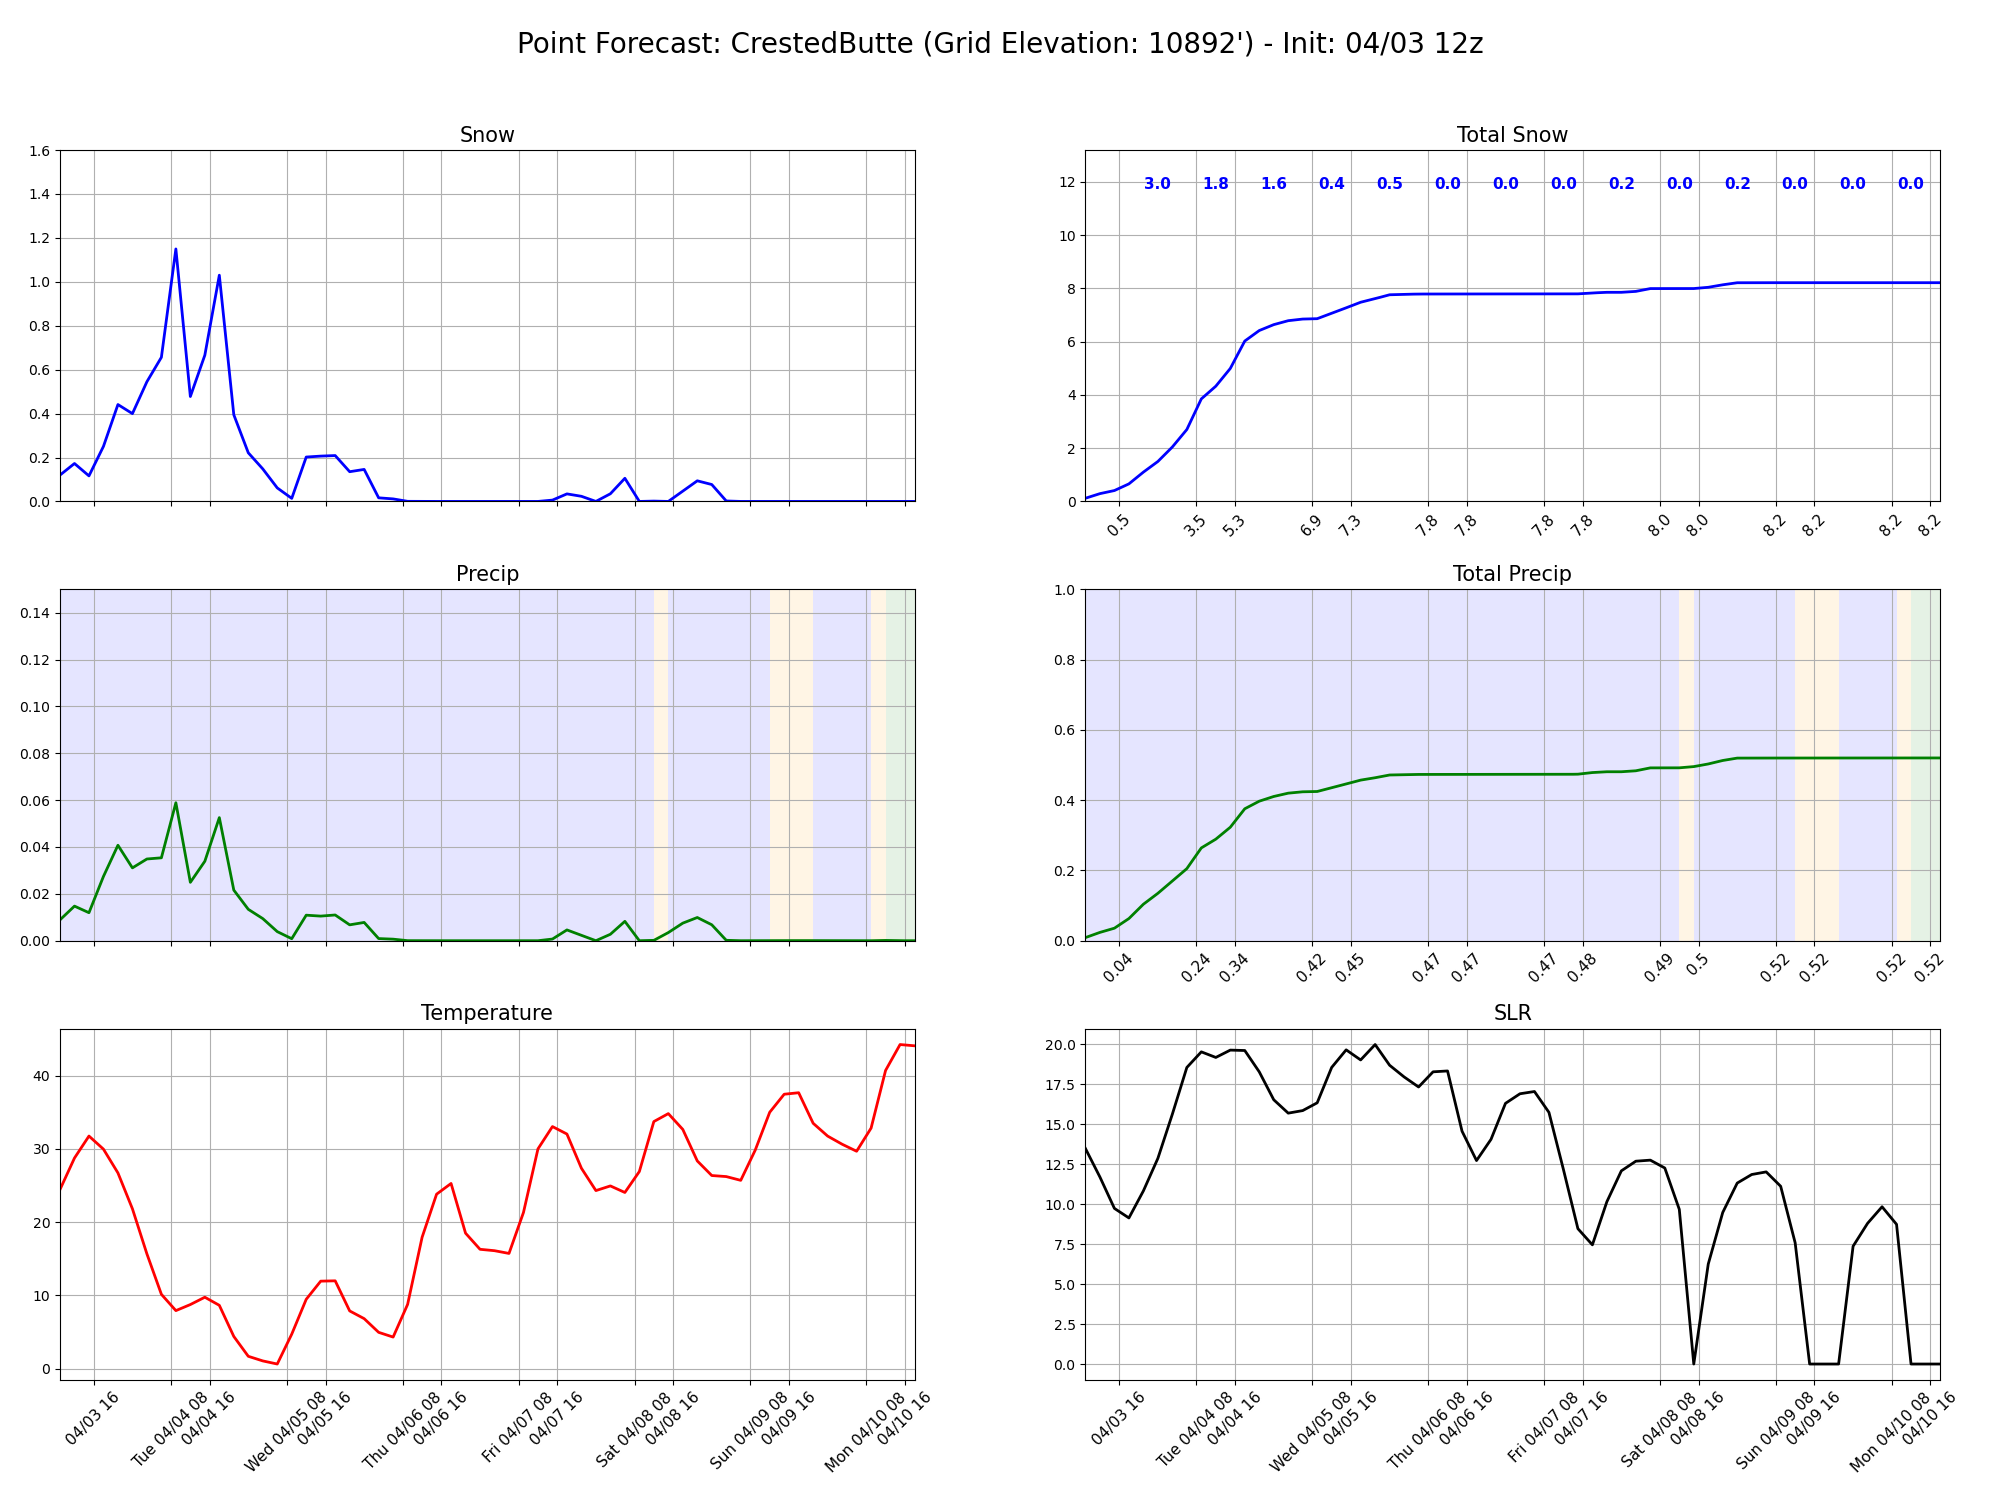 Point Forecast: CrestedButte (Grid Elevation: 10892') - Init: 04/03 12z
Snow
1.6
1.4
1.2
1.0
0.8
0.6
0.4
0.2
0.0
Total Snow
3.0 1.8 1.6 0.4 0.5 0.0 0.0 0.0 0.2 0.0 0.2 0.0 0.0 0.0
12
10
8
6
4
2
0
0.5 3.5 5.3 6.9 7.3 7.8 7.8 7.8 7.8 8.0 8.0 8.2 8.2 8.2 8.2
Precip
0.14
0.12
0.10
0.08
0.06
0.04
0.02
0.00
Total Precip
1.0
0.8
0.6
0.4
0.2
0.0
0.04 0.24 0.34 0.42 0.45 0.47 0.47 0.47 0.48 0.49 0.5 0.52 0.52 0.52 0.52
Temperature
40
30
20
10
0
04/03 16
Tue 04/04 08
04/04 16
Wed 04/05 08
04/05 16
Thu 04/06 08
04/06 16
Fri 04/07 08
04/07 16
Sat 04/08 08
04/08 16
Sun 04/09 08
04/09 16
Mon 04/10 08
04/10 16
SLR
20.0
17.5
15.0
12.5
10.0
7.5
5.0
2.5
0.0
04/03 16
Tue 04/04 08
04/04 16
Wed 04/05 08
04/05 16
Thu 04/06 08
04/06 16
Fri 04/07 08
04/07 16
Sat 04/08 08
04/08 16
Sun 04/09 08
04/09 16
Mon 04/10 08
04/10 16